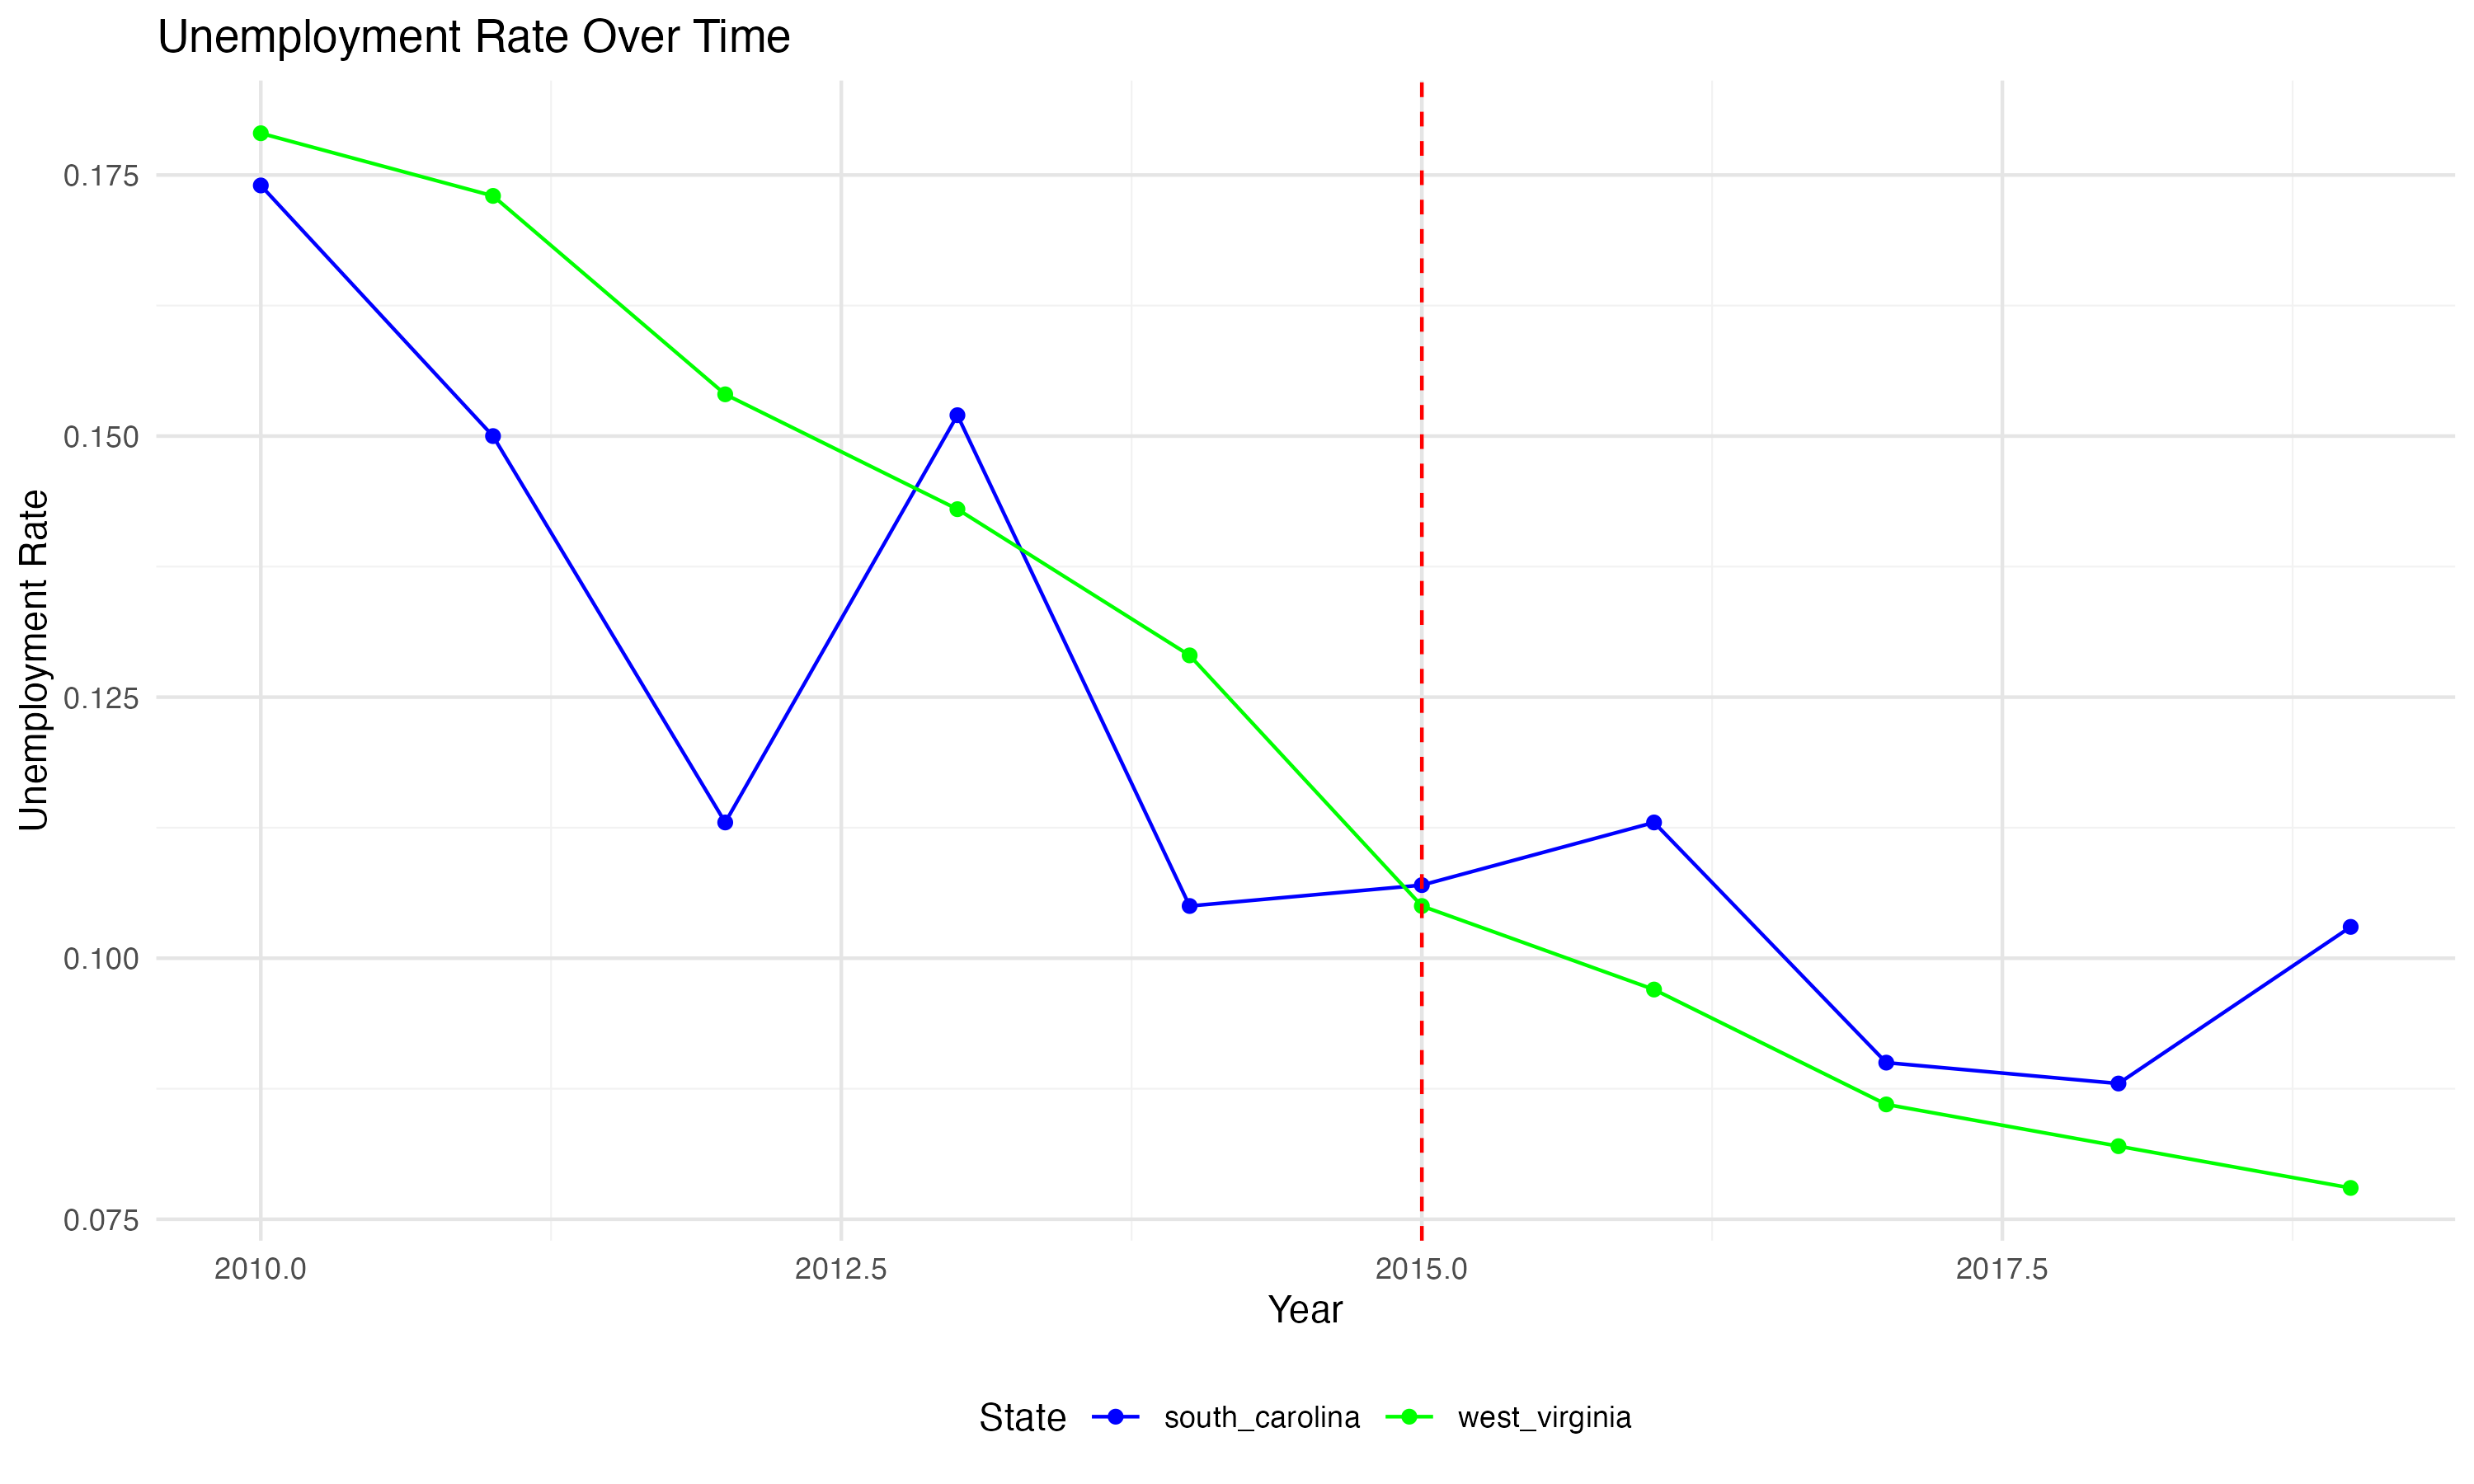 Unemployment Rate Over Time
Unemployment Rate
0.175
0.150
0.125
0.100
0.075
2010.0 2012.5 2015.0 2017.5
Year
State south_carolina west_virginia